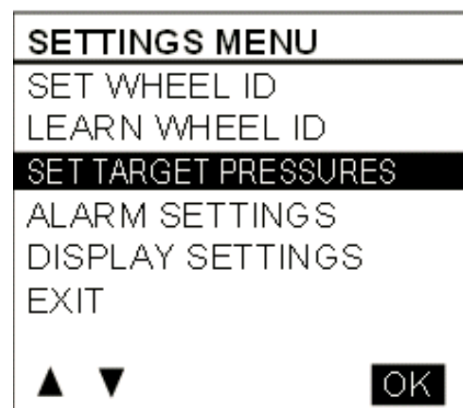 SETTINGS MENU
SET WHEEL ID
LEARN WHEEL ID
SET TARGET PRESSURES
ALARM SETTINGS
DISPLAY SETTINGS
EXIT
▲ ▼ OK